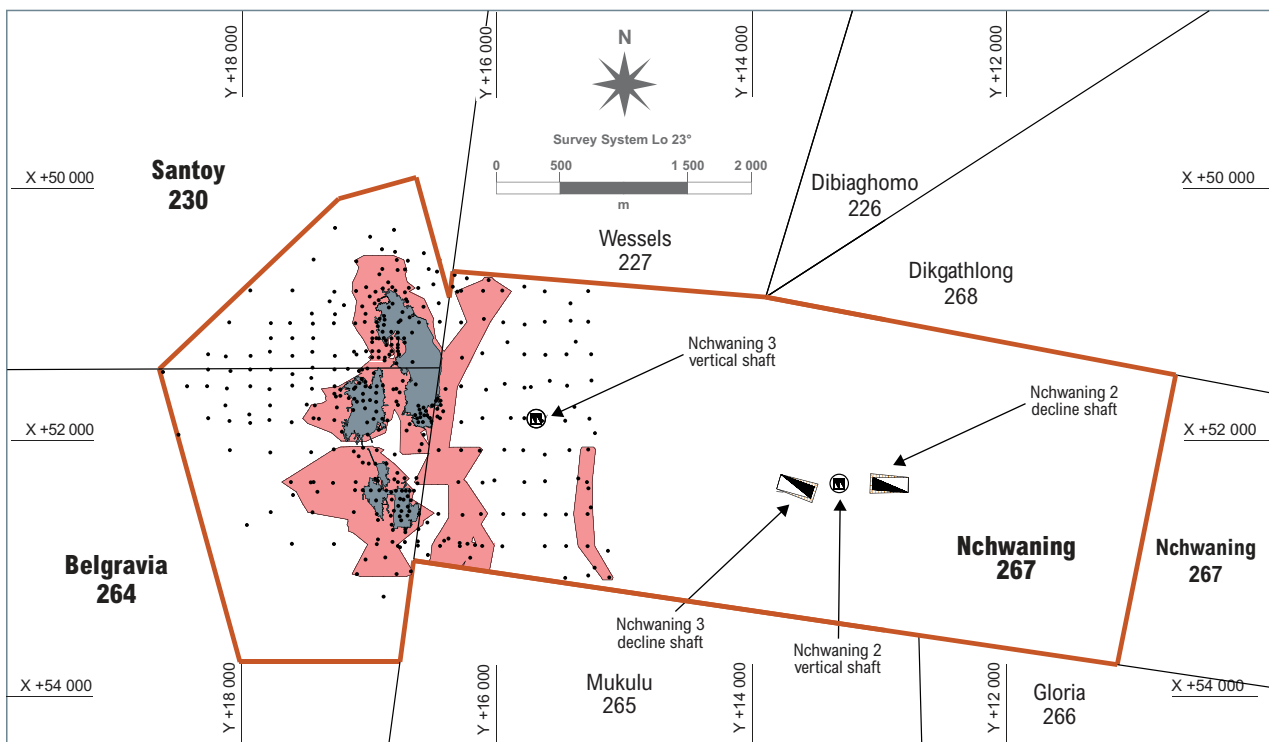 Y +18 000
Y +16 000
Y +14 000
Y +12 000
N
Survey System Lo 23°
0
500
1 500
2 000
m
Santoy
230
X +50 000
X +50 000
Dibiaghomo
226
Wessels
227
Dikgathlong
268
Nchwaning 3
vertical shaft
Nchwaning 2
decline shaft
X +52 000
X +52 000
Belgravia
264
Nchwaning
267
Nchwaning
267
Nchwaning 3
decline shaft
Nchwaning 2
vertical shaft
X +54 000
X +54 000
Mukulu
265
Gloria
266
Y +18 000
Y +16 000
Y +14 000
Y +12 000